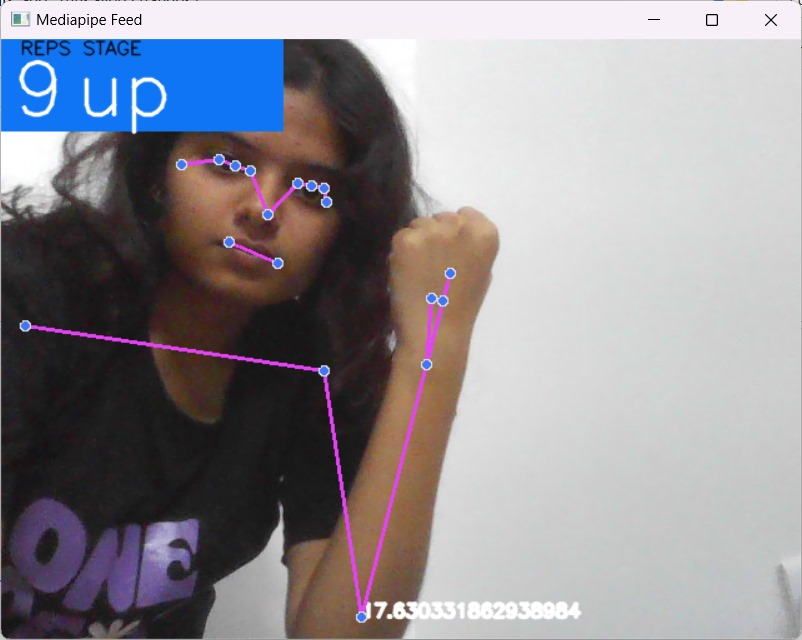 Mediapipe Feed
REPS STAGE
9 up
ONE
17.630331862938984